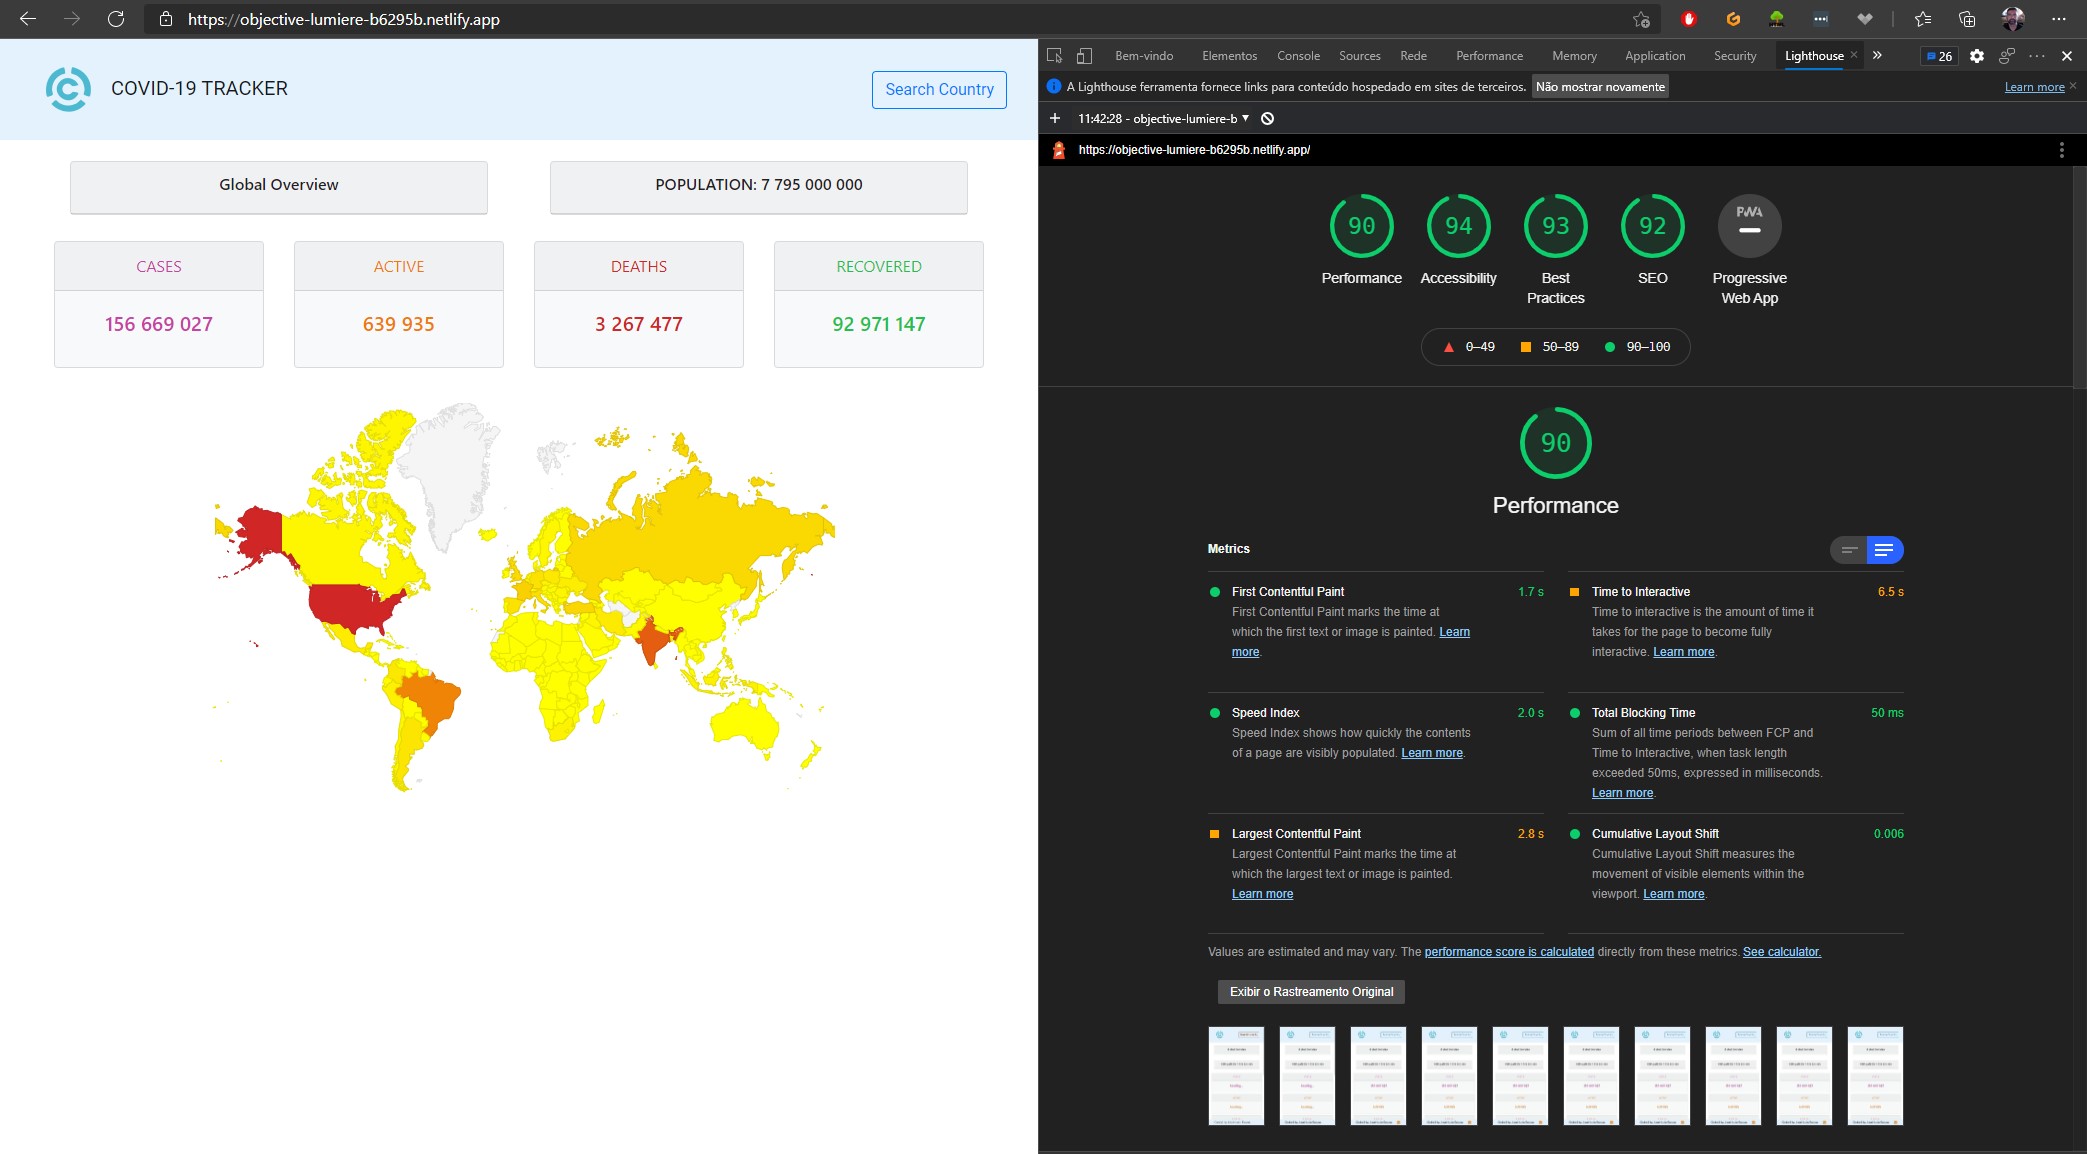 https://objective-lumiere-b6295b.netlify.app
COVID-19 TRACKER
Search Country
Global Overview
POPULATION: 7 795 000 000
CASES
ACTIVE
DEATHS
RECOVERED
156 669 027
639 935
3 267 477
92 971 147
Bem-vindo Elementos Console Sources Rede Performance Memory Application Security Lighthouse 26
A Lighthouse ferramenta fornece links para conteúdo hospedado em sites de terceiros. Não mostrar novamente Learn more
11:42:28 - objective-lumiere-b
https://objective-lumiere-b6295b.netlify.app/
90
94
93
92
PWA
Performance
Accessibility
Best
Practices
SEO
Progressive
Web App
0–49 50–89 90–100
90
Performance
Metrics
First Contentful Paint 1.7 s
First Contentful Paint marks the time at
which the first text or image is painted. Learn
more.
Time to Interactive 6.5 s
Time to interactive is the amount of time it
takes for the page to become fully
interactive. Learn more.
Speed Index 2.0 s
Speed Index shows how quickly the contents
of a page are visibly populated. Learn more.
Total Blocking Time 50 ms
Sum of all time periods between FCP and
Time to Interactive, when task length
exceeded 50ms, expressed in milliseconds.
Learn more.
Largest Contentful Paint 2.8 s
Largest Contentful Paint marks the time at
which the largest text or image is painted.
Learn more
Cumulative Layout Shift 0.006
Cumulative Layout Shift measures the
movement of visible elements within the
viewport. Learn more.
Values are estimated and may vary. The performance score is calculated directly from these metrics. See calculator.
Exibir o Rastreamento Original